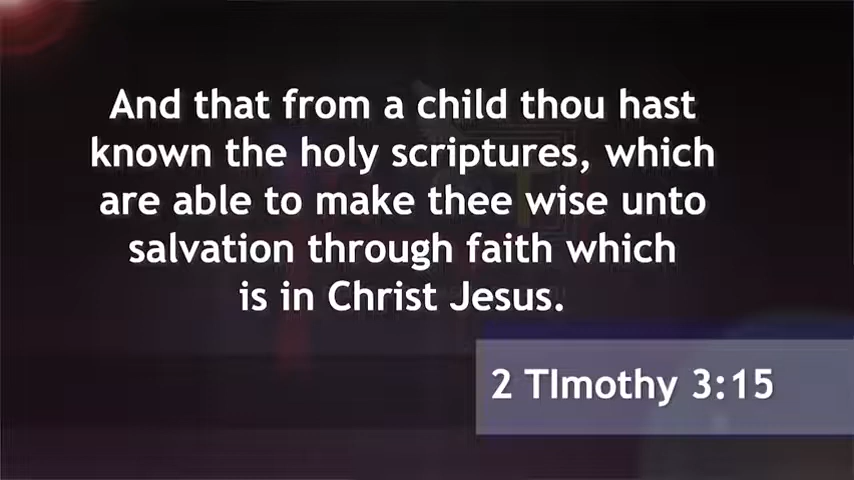 And that from a child thou hast
known the holy scriptures, which
are able to make thee wise unto
salvation through faith which
is in Christ Jesus.
2 TImothy 3:15